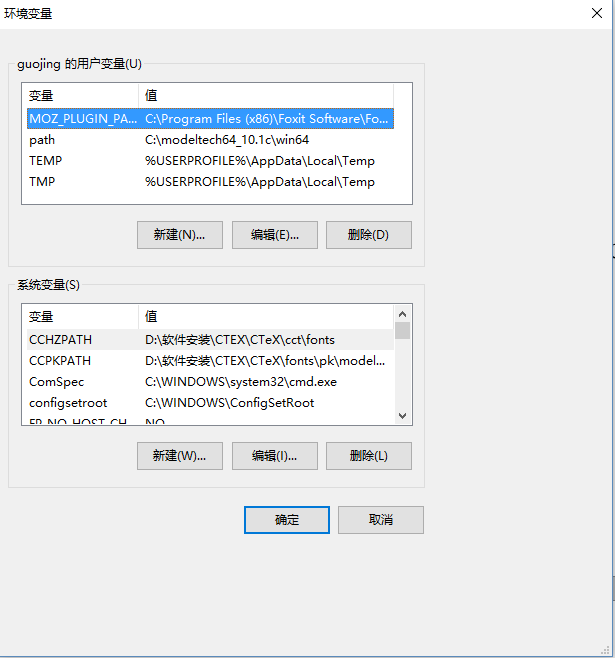 环境变量
guojing 的用户变量(U)
变量 值
MOZ_PLUGIN_PA... C:\Program Files (x86)\Foxit Software\Fo...
path C:\modeltech64_10.1c\win64
TEMP %USERPROFILE%\AppData\Local\Temp
TMP %USERPROFILE%\AppData\Local\Temp
新建(N)... 编辑(E)... 删除(D)
系统变量(S)
变量 值
CCHZPATH D:\软件安装\CTEX\CTeX\cct\fonts
CCPKPATH D:\软件安装\CTEX\CTeX\fonts\pk\model...
ComSpec C:\WINDOWS\system32\cmd.exe
configsetroot C:\WINDOWS\ConfigSetRoot
FP_NO_HOST_CH... NO
新建(W)... 编辑(I)... 删除(L)
确定 取消